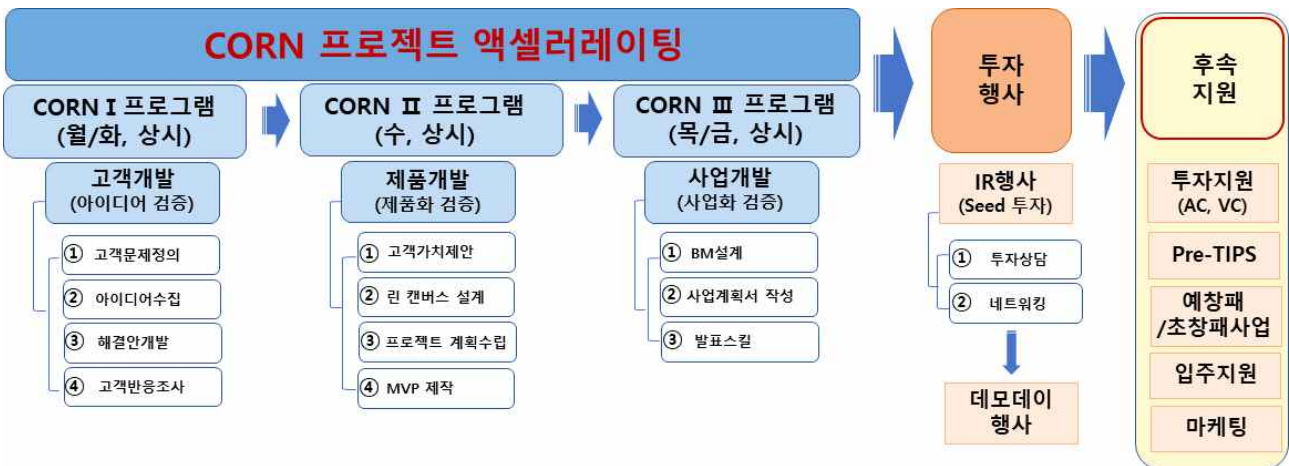 CORN 프로젝트 액셀러레이팅
CORN Ⅰ 프로그램
(월/화, 상시)
고객개발
(아이디어 검증)
① 고객문제정의
② 아이디어수집
③ 해결안개발
④ 고객반응조사
CORN Ⅱ 프로그램
(수, 상시)
제품개발
(제품화 검증)
① 고객가치제안
② 린 캔버스 설계
③ 프로젝트 계획수립
④ MVP 제작
CORN Ⅲ 프로그램
(목/금, 상시)
사업개발
(사업화 검증)
① BM설계
② 사업계획서 작성
③ 발표스킬
투자
행사
IR행사
(Seed 투자)
① 투자상담
② 네트워킹
데모데이
행사
후속
지원
투자지원
(AC, VC)
Pre-TIPS
예창패
/초창패사업
입주지원
마케팅